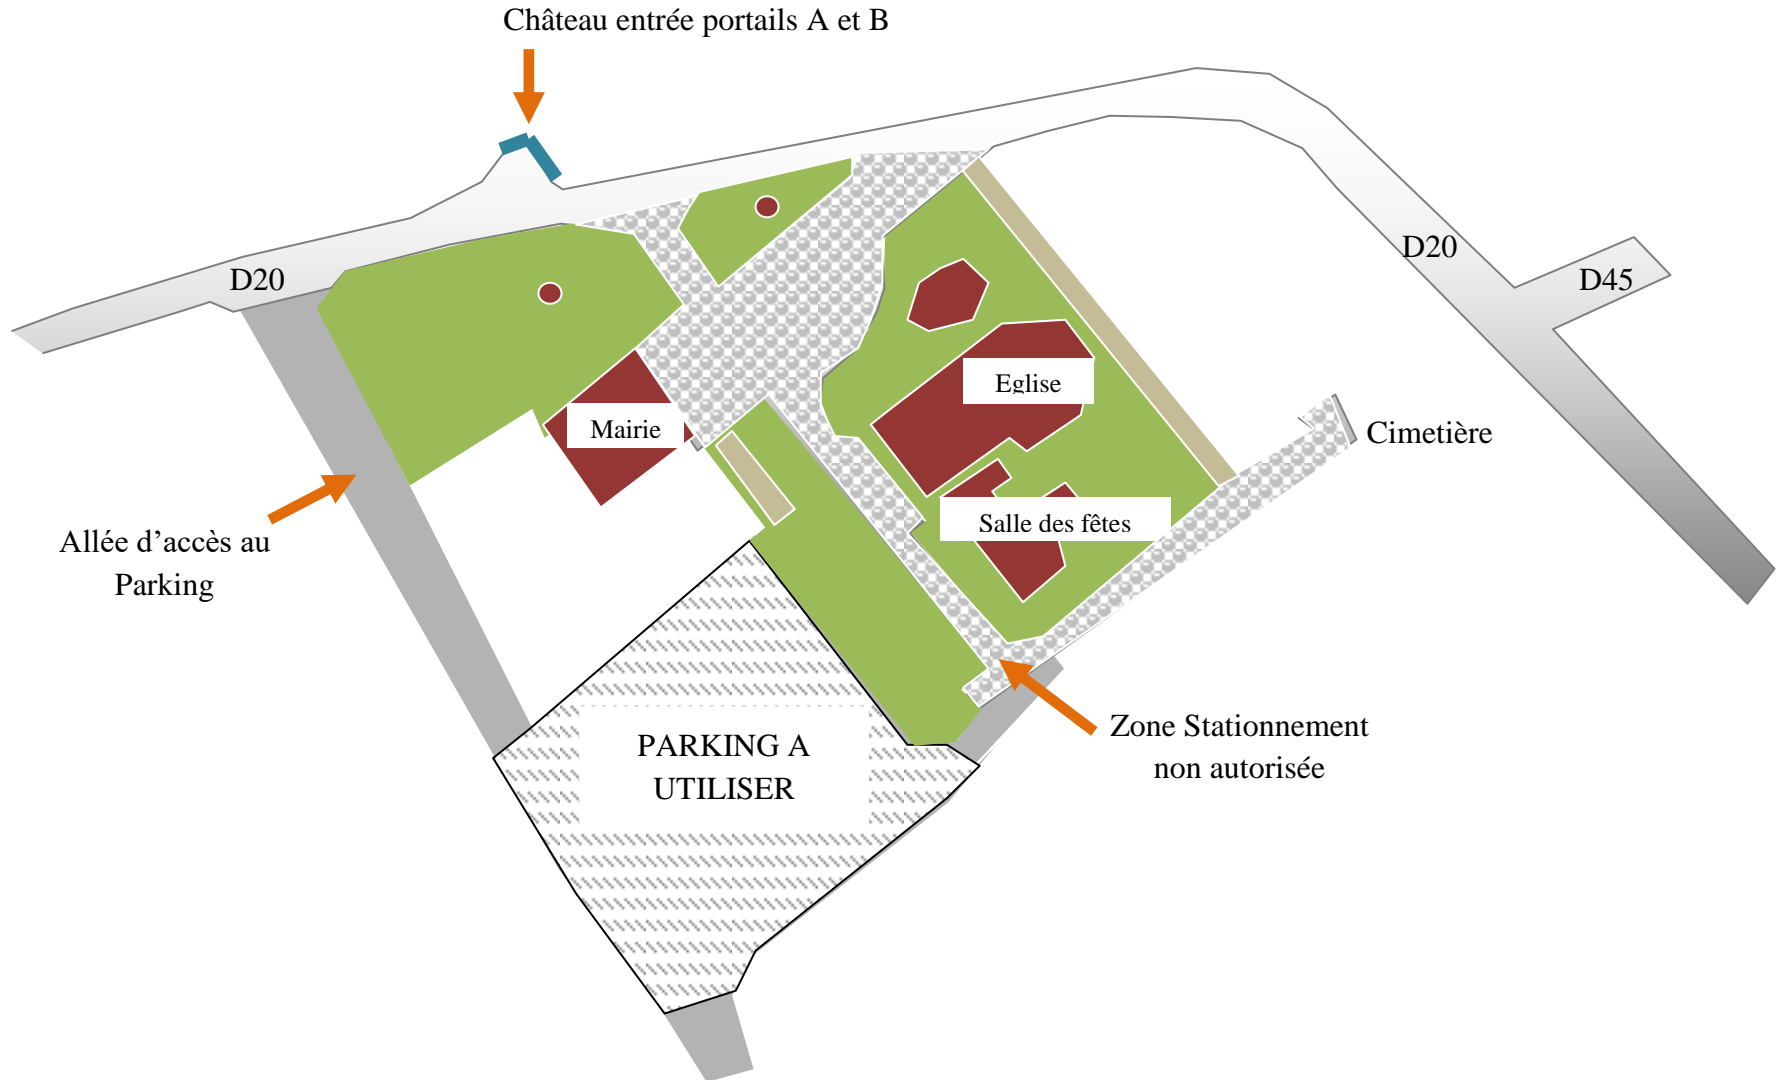 Château entrée portails A et B
D20
D20
D45
Eglise
Mairie
Cimetière
Salle des fêtes
Allée d’accès au
Parking
Zone Stationnement
non autorisée
PARKING A
UTILISER